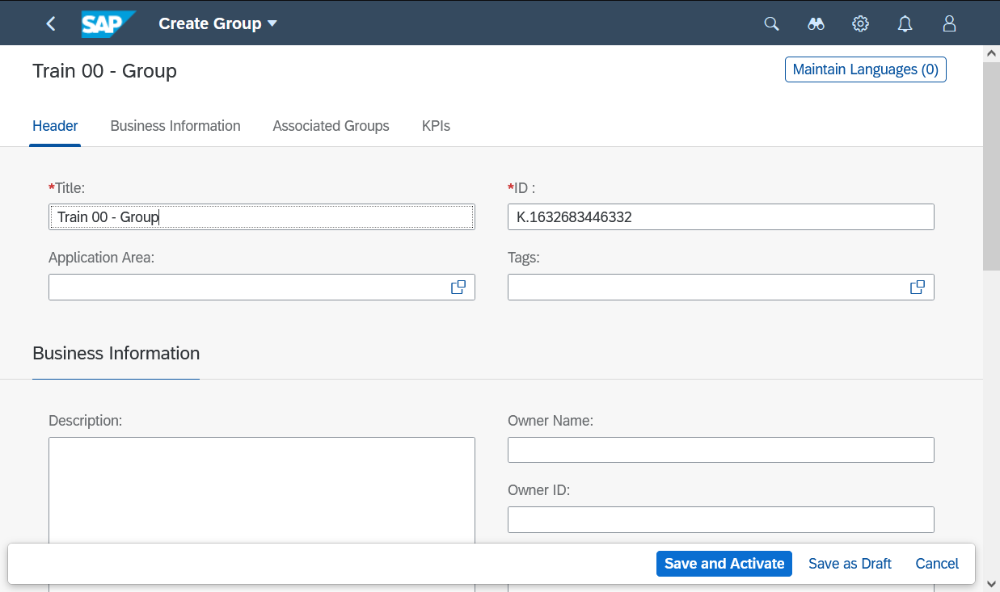 SAP Create Group
Train 00 - Group Maintain Languages (0)
Header Business Information Associated Groups KPIs
*Title: *ID :
Train 00 - Group K.1632683446332
Application Area: Tags:
Business Information
Description: Owner Name:
Owner ID:
Save and Activate Save as Draft Cancel